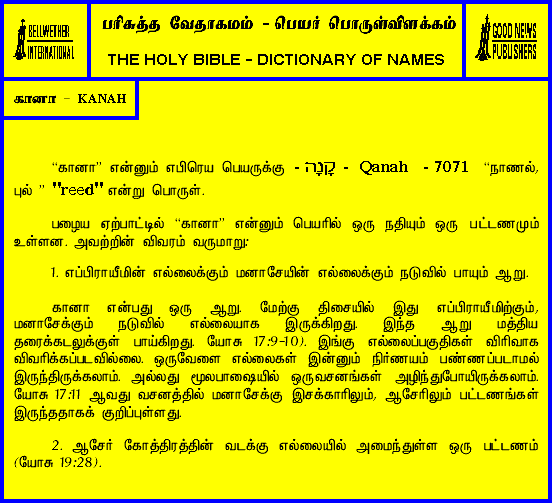 BELLWETHER
INTERNATIONAL
பரிசுத்த வேதாகமம் - பெயர் பொருள்விளக்கம்
THE HOLY BIBLE - DICTIONARY OF NAMES
GOOD NEWS
PUBLISHERS
கானா - KANAH
“கானா” என்னும் எபிரெய பெயருக்கு - קָנָה - Qanah - 7071 “நாணல்,
புல் ” "reed" என்று பொருள்.
பழைய ஏற்பாட்டில் “கானா” என்னும் பெயரில் ஒரு நதியும் ஒரு பட்டணமும்
உள்ளன. அவற்றின் விவரம் வருமாறு:
1. எப்பிராயீமின் எல்லைக்கும் மனாசேயின் எல்லைக்கும் நடுவில் பாயும் ஆறு.
கானா என்பது ஒரு ஆறு. மேற்கு திசையில் இது எப்பிராயீமிற்கும்,
மனாசேக்கும் நடுவில் எல்லையாக இருக்கிறது. இந்த ஆறு மத்திய
தரைக்கடலுக்குள் பாய்கிறது. யோசு 17:9-10). இங்கு எல்லைப்பகுதிகள் விரிவாக
விவரிக்கப்படவில்லை. ஒருவேளை எல்லைகள் இன்னும் நிர்ணயம் பண்ணப்படாமல்
இருந்திருக்கலாம். அல்லது மூலபாஷையில் ஒருவசனங்கள் அழிந்துபோயிருக்கலாம்.
யோசு 17:11 ஆவது வசனத்தில் மனாசேக்கு இசக்காரிலும், ஆசேரிலும் பட்டணங்கள்
இருந்ததாகக் குறிப்புள்ளது.
2. ஆசேர் கோத்திரத்தின் வடக்கு எல்லையில் அமைந்துள்ள ஒரு பட்டணம்
(யோசு 19:28).